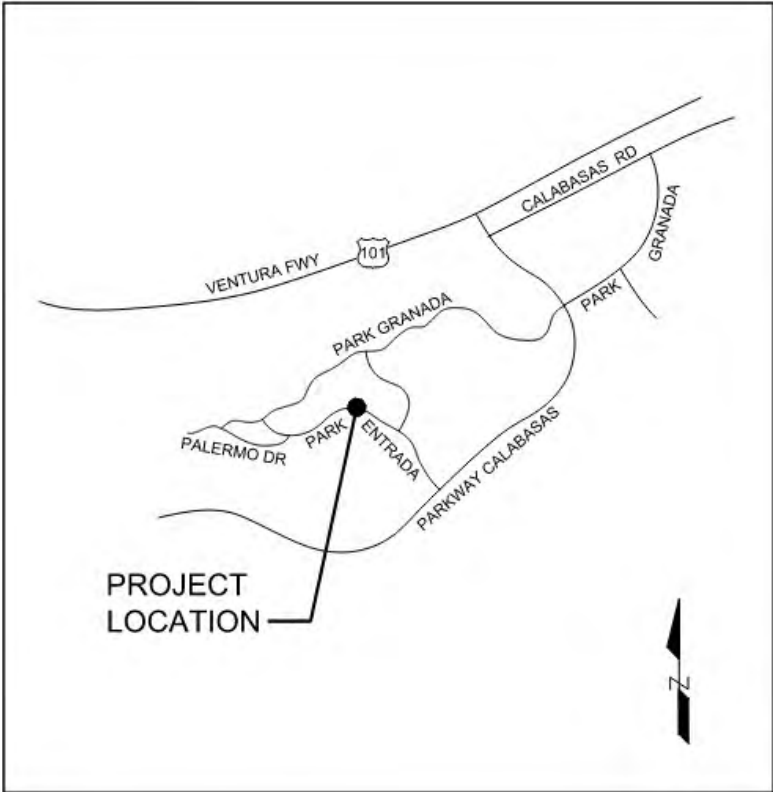 CALABASAS RD
GRANADA
101
VENTURA FWY
PARK
PARK GRANADA
PARK
ENTRADA
PALERMO DR
PARKWAY CALABASAS
PROJECT
LOCATION
N